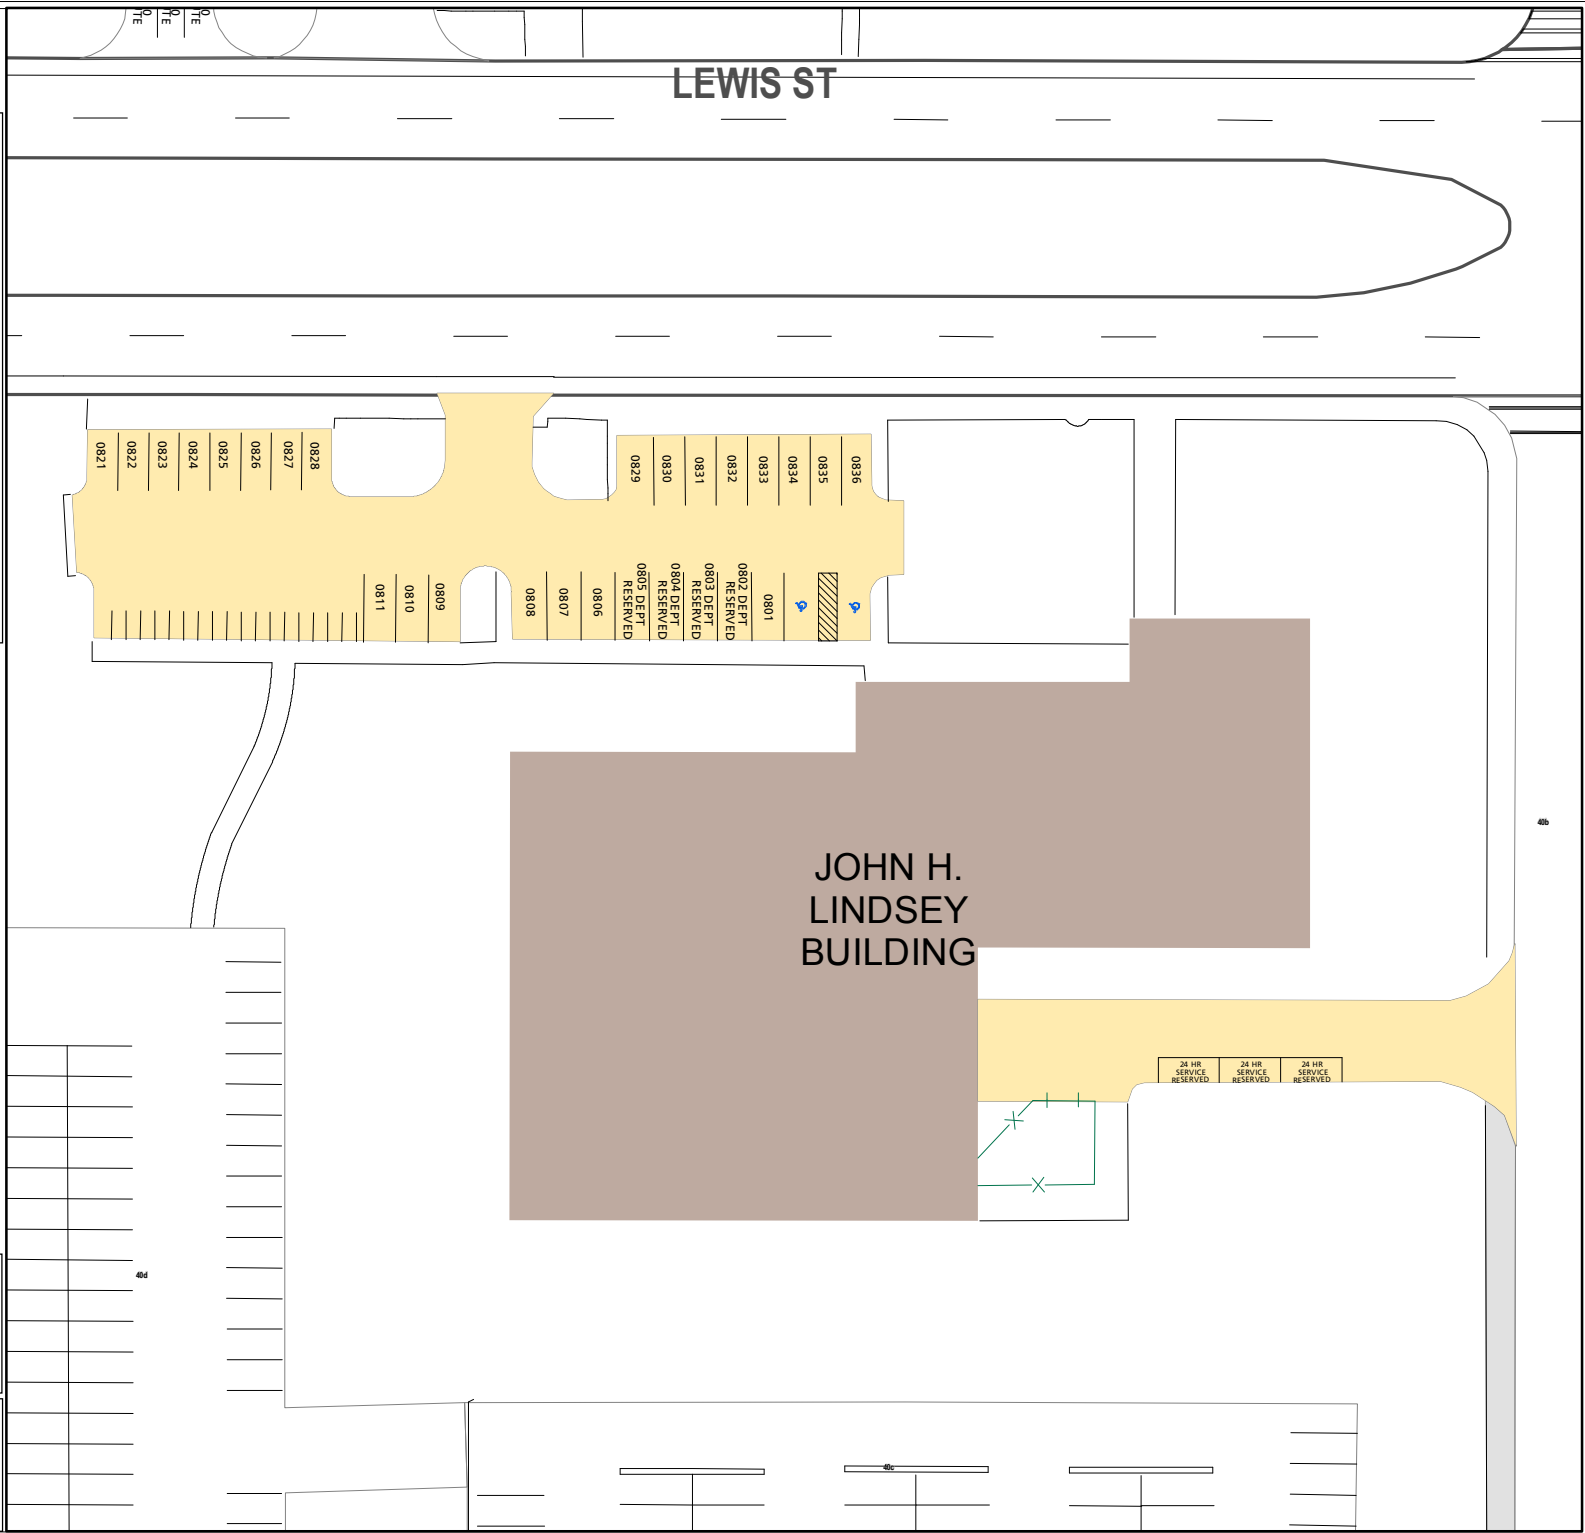 LEWIS ST
0821
0822
0823
0824
0825
0826
0827
0828
0829
0830
0831
0832
0833
0834
0835
0836
0811
0810
0809
0808
0807
0806
0805 DEPT
RESERVED
0804 DEPT
RESERVED
0803 DEPT
RESERVED
0802 DEPT
RESERVED
0801
JOHN H.
LINDSEY
BUILDING
40b
24 HR
SERVICE
RESERVED
24 HR
SERVICE
RESERVED
24 HR
SERVICE
RESERVED
40d
40c